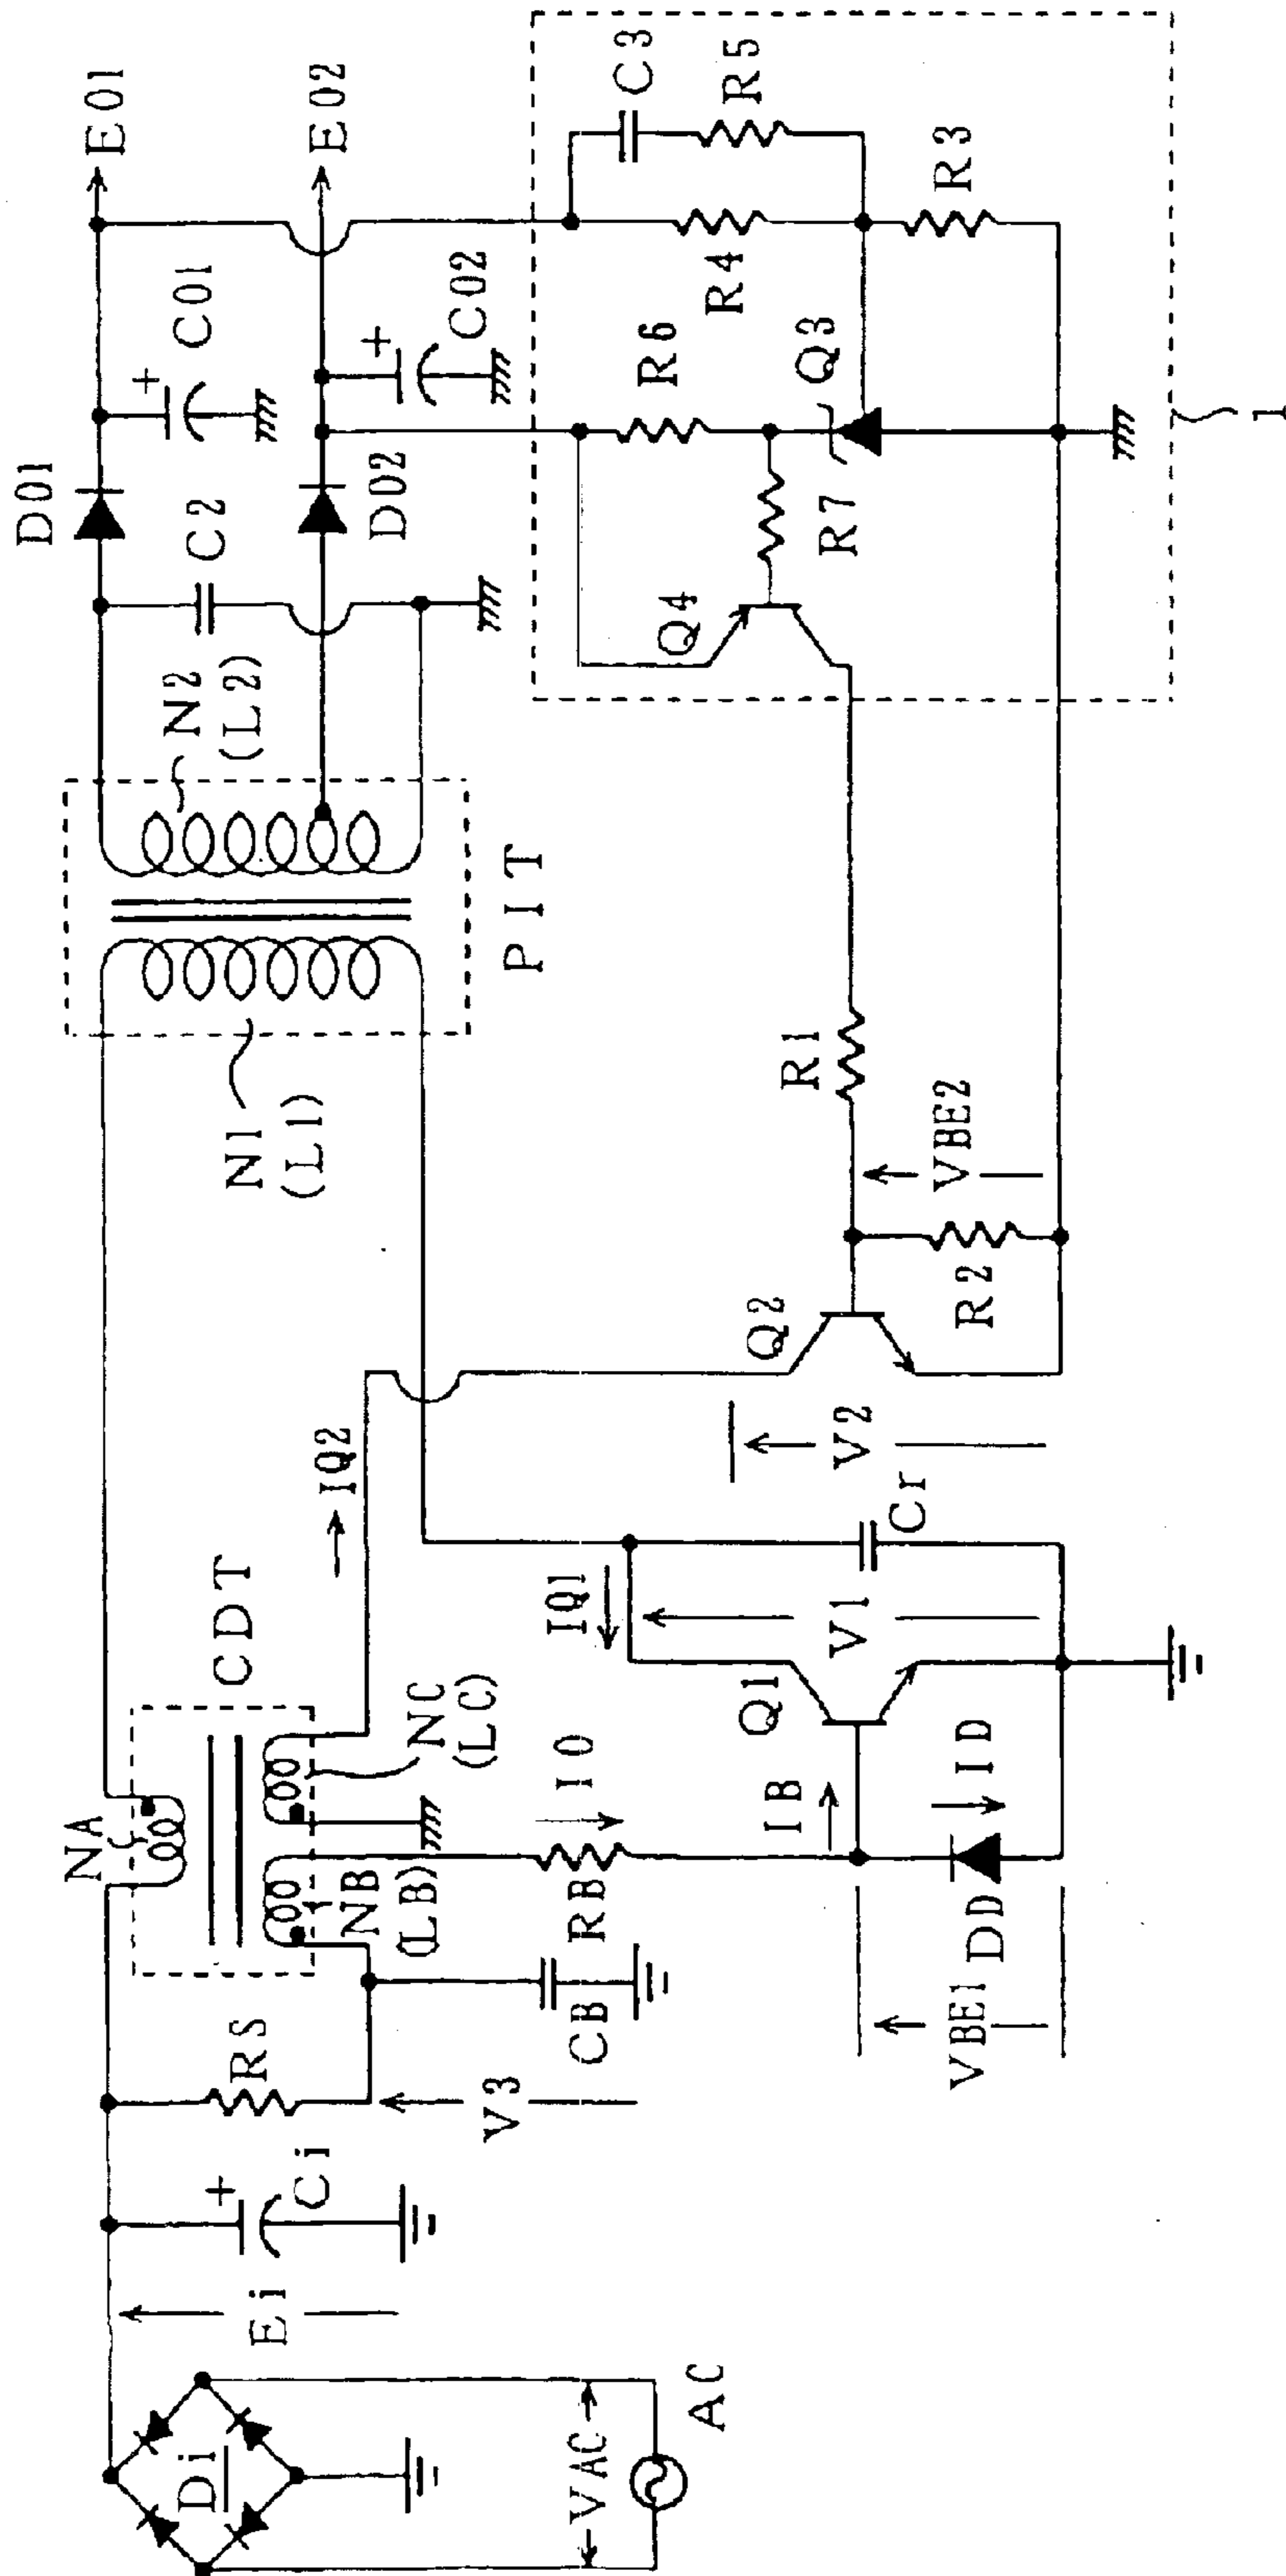 AC
VAC
Di
Ei
Ci
+
RS
V3
CB
NA
CDT
NB
(LB)
NC
(LC)
RB
IO
IB
VBE1
DD
ID
Q1
IQ1
V1
Cr
IQ2
V2
Q2
R2
VBE2
R1
N1
(L1)
PIT
N2
(L2)
C2
D01
D02
+
C01
+
C02
E01
E02
Q4
R7
R6
Q3
R4
C3
R5
R3
1